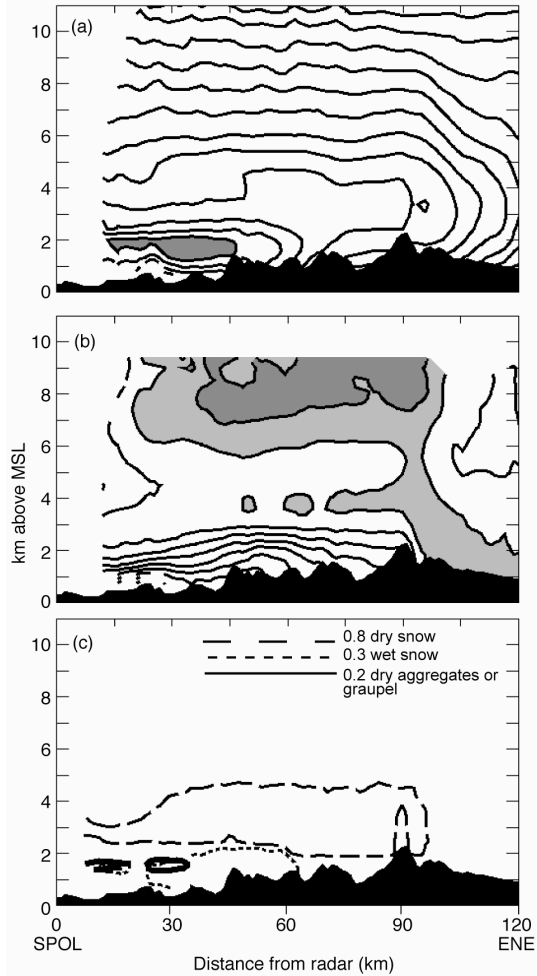 (a)
10
8
6
4
2
0
(b)
10
8
6
4
2
0
km above MSL
(c)
0.8 dry snow
0.3 wet snow
0.2 dry aggregates or
graupel
10
8
6
4
2
0
0 30 60 90 120
SPOL ENE
Distance from radar (km)